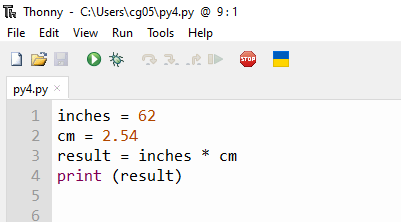 Thonny - C:\Users\cg05\py4.py @ 9:1
File Edit View Run Tools Help
STOP
py4.py ×
1 inches = 62
2 cm = 2.54
3 result = inches * cm
4 print (result)
5
6